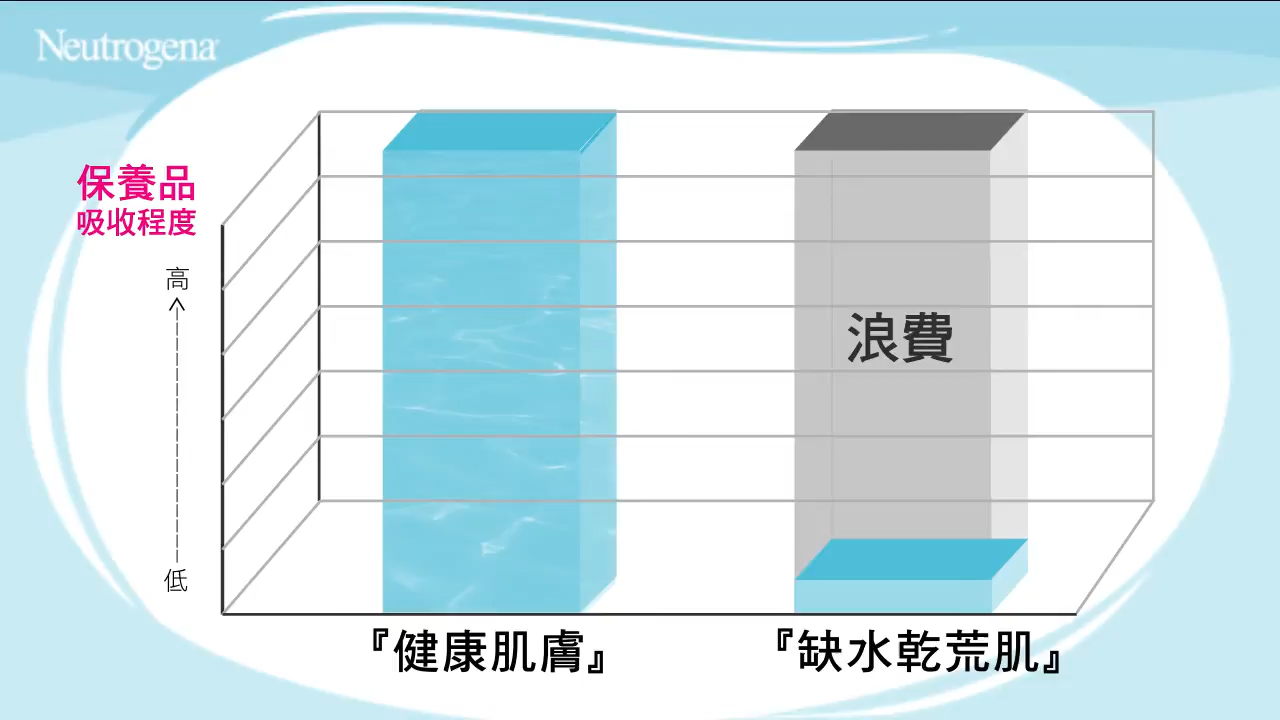 Neutrogena
保養品
吸收程度
高
浪費
低
『健康肌膚』
『缺水乾荒肌』